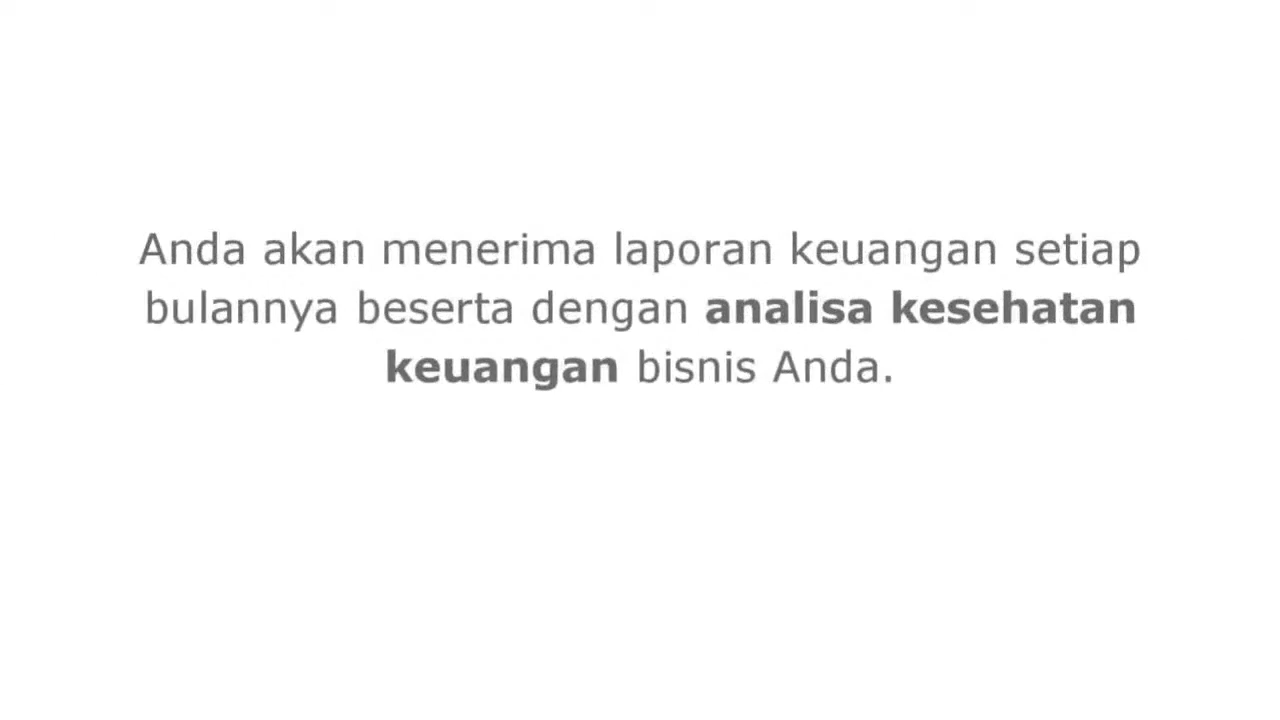 Anda akan menerima laporan keuangan setiap
bulannya beserta dengan analisa kesehatan
keuangan bisnis Anda.